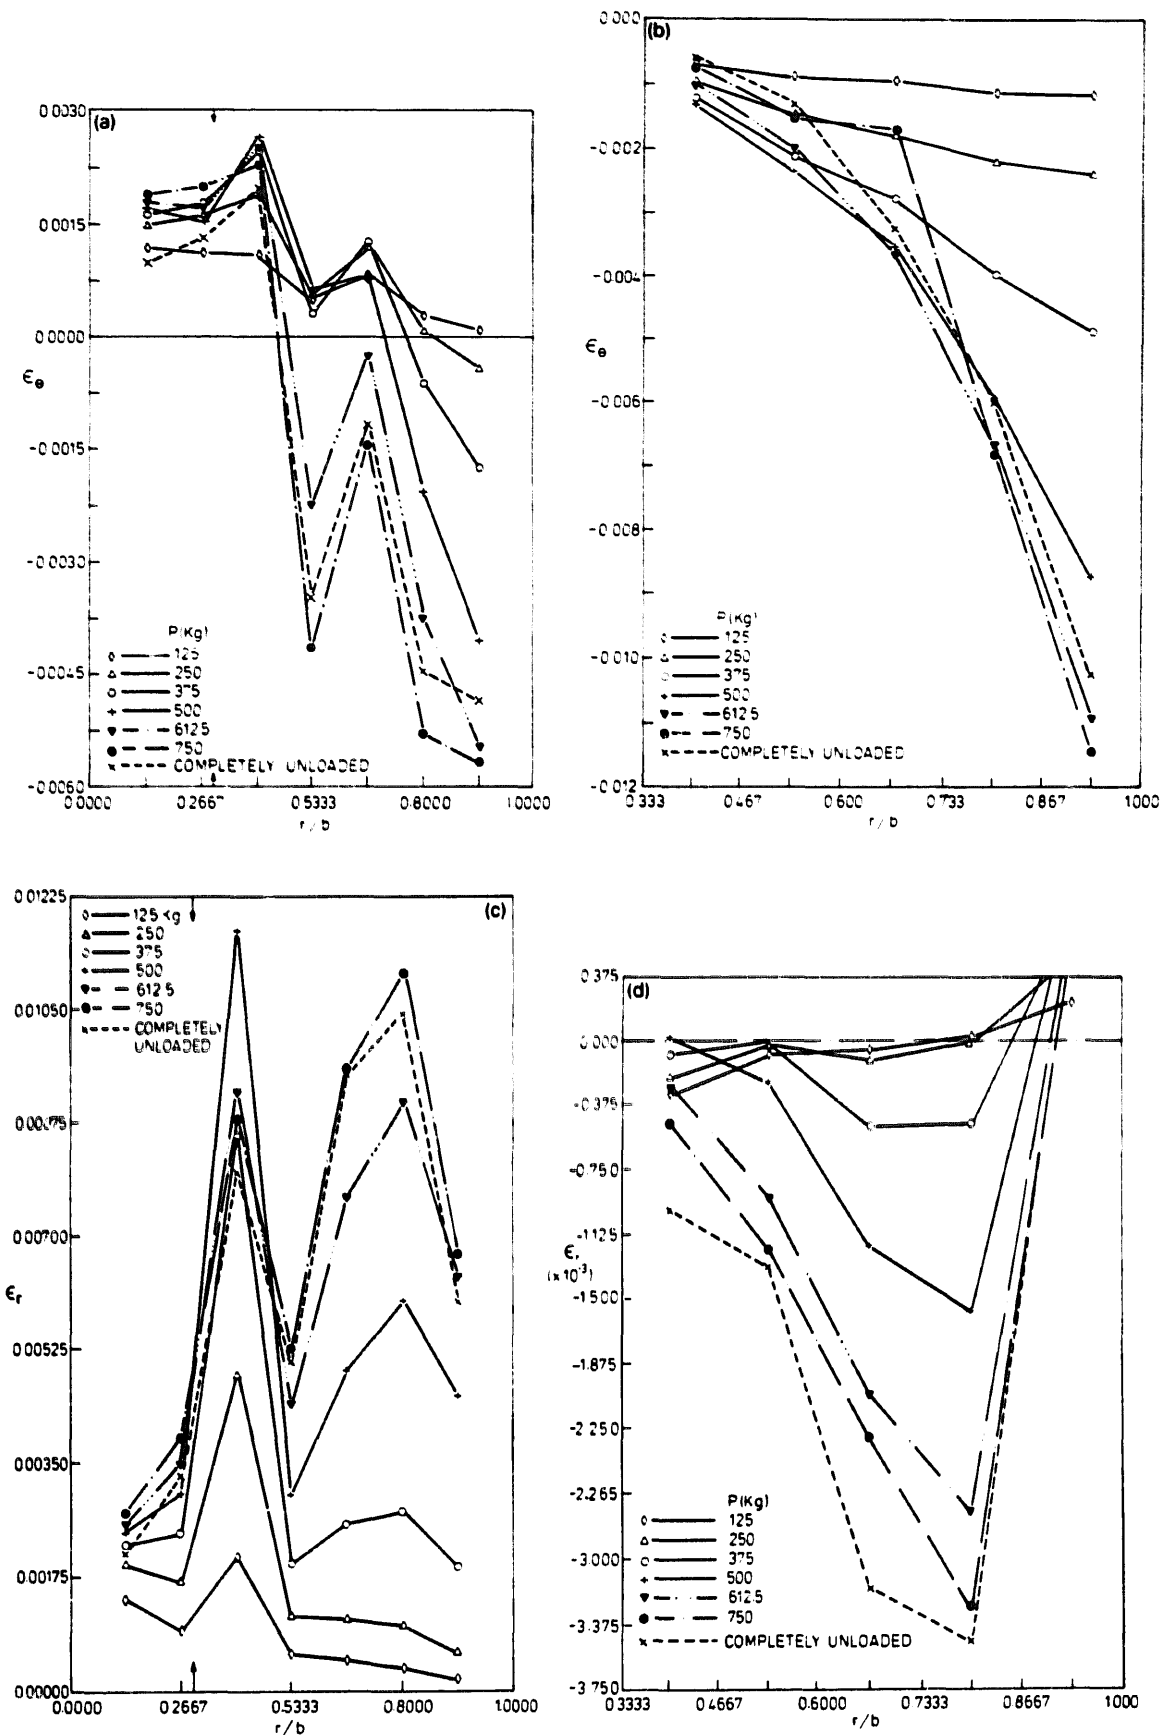 (a)
0.0030
0.0015
0.0000
ϵθ
-0.0015
-0.0030
-0.0045
-0.0060
P(Kg)
125
250
375
500
612.5
750
COMPLETELY UNLOADED
0.0000 0.2667 0.5333 0.8000 1.0000
r/b
(b)
0.000
-0.002
-0.004
ϵθ
-0.006
-0.008
-0.010
-0.012
P(Kg)
125
250
375
500
612.5
750
COMPLETELY UNLOADED
0.3333 0.467 0.600 0.733 0.867 1.000
r/b
(c)
0.01225
0.01050
0.00875
0.00700
ϵr
0.00525
0.00350
0.00175
0.00000
125 Kg
250
375
500
612.5
750
COMPLETELY
UNLOADED
0.0000 0.2667 0.5333 0.8000 1.0000
r/b
(d)
0.375
0.000
-0.375
-0.750
-1.125
ϵr
(x10-3)
-1.500
-1.875
-2.250
-2.265
-3.000
-3.375
-3.750
P(Kg)
125
250
375
500
612.5
750
COMPLETELY UNLOADED
0.3333 0.4667 0.6000 0.7333 0.8667 1.000
r/b